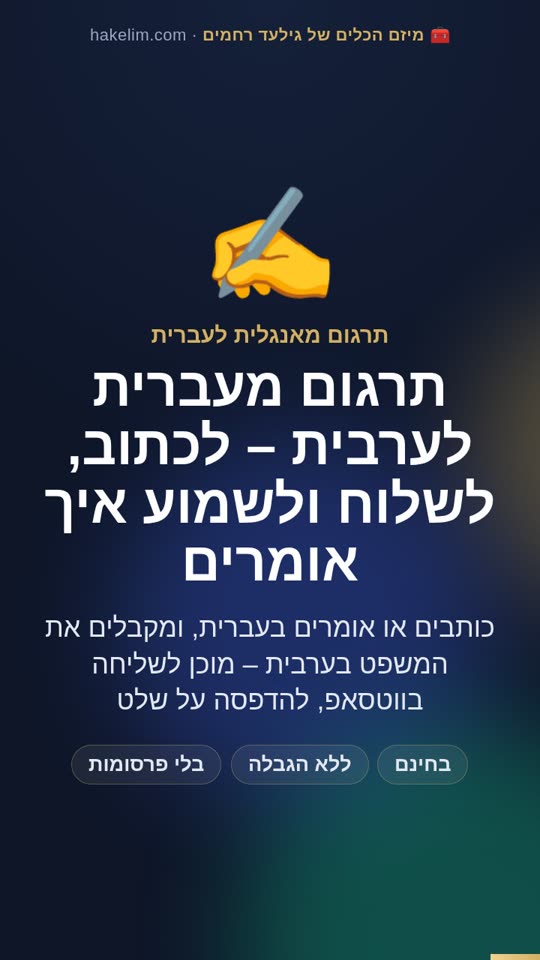 🧰 מיזם הכלים של גילעד רחמים · hakelim.com
תרגום מאנגלית לעברית
תרגום מעברית
לערבית – לכתוב,
לשלוח ולשמוע איך
אומרים
כותבים או אומרים בעברית, ומקבלים את
המשפט בערבית – מוכן לשליחה
בווטסאפ, להדפסה על שלט
בחינם
ללא הגבלה
בלי פרסומות